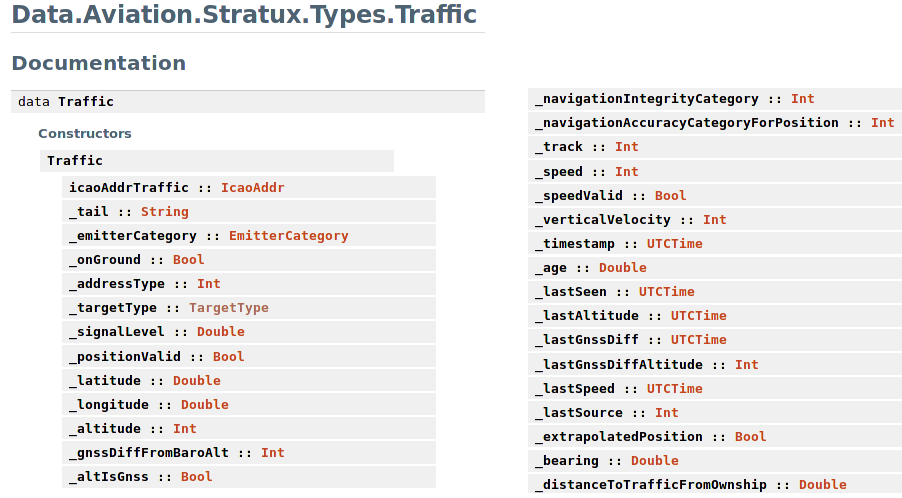 Data.Aviation.Stratux.Types.Traffic
Documentation
data Traffic
Constructors
Traffic
icaoAddrTraffic :: IcaoAddr
_tail :: String
_emitterCategory :: EmitterCategory
_onGround :: Bool
_addressType :: Int
_targetType :: TargetType
_signalLevel :: Double
_positionValid :: Bool
_latitude :: Double
_longitude :: Double
_altitude :: Int
_gnssDiffFromBaroAlt :: Int
_altIsGnss :: Bool
_navigationIntegrityCategory :: Int
_navigationAccuracyCategoryForPosition :: Int
_track :: Int
_speed :: Int
_speedValid :: Bool
_verticalVelocity :: Int
_timestamp :: UTCTime
_age :: Double
_lastSeen :: UTCTime
_lastAltitude :: UTCTime
_lastGnssDiff :: UTCTime
_lastGnssDiffAltitude :: Int
_lastSpeed :: UTCTime
_lastSource :: Int
_extrapolatedPosition :: Bool
_bearing :: Double
_distanceToTrafficFromOwnship :: Double